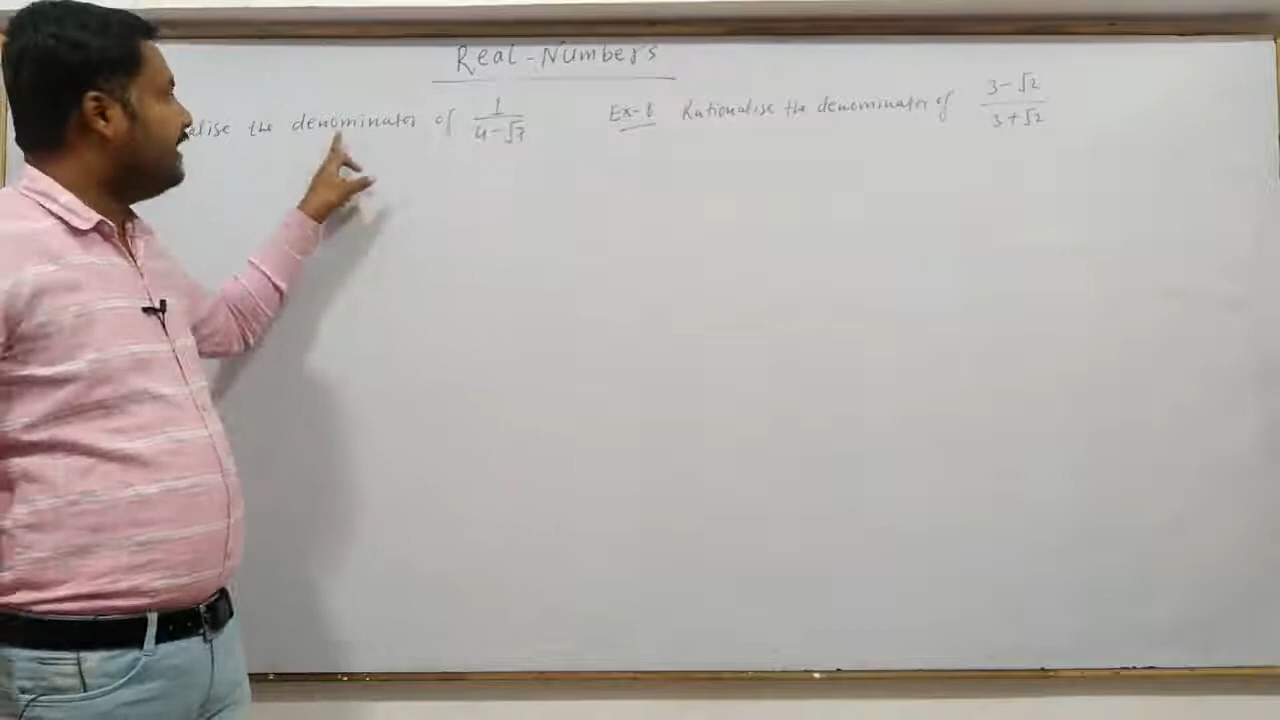 Real-Numbers
alise the denominator of 1/(4-√7)
Ex-8 Rationalise the denominator of (3-√2)/(3+√2)